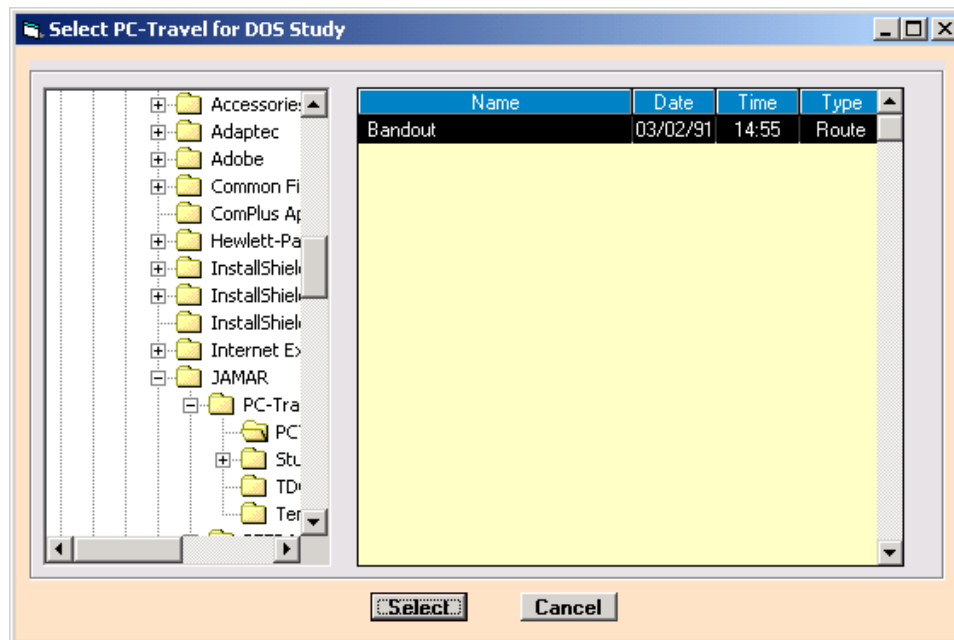 Select PC-Travel for DOS Study
Accessories
Adaptec
Adobe
Common Fi
ComPlus Ap
Hewlett-Pa
InstallShiel
InstallShiel
InstallShiel
Internet Ex
JAMAR
PC-Tra
PC
Stu
TD
Ter
Name Date Time Type
Bandout 03/02/91 14:55 Route
Select Cancel